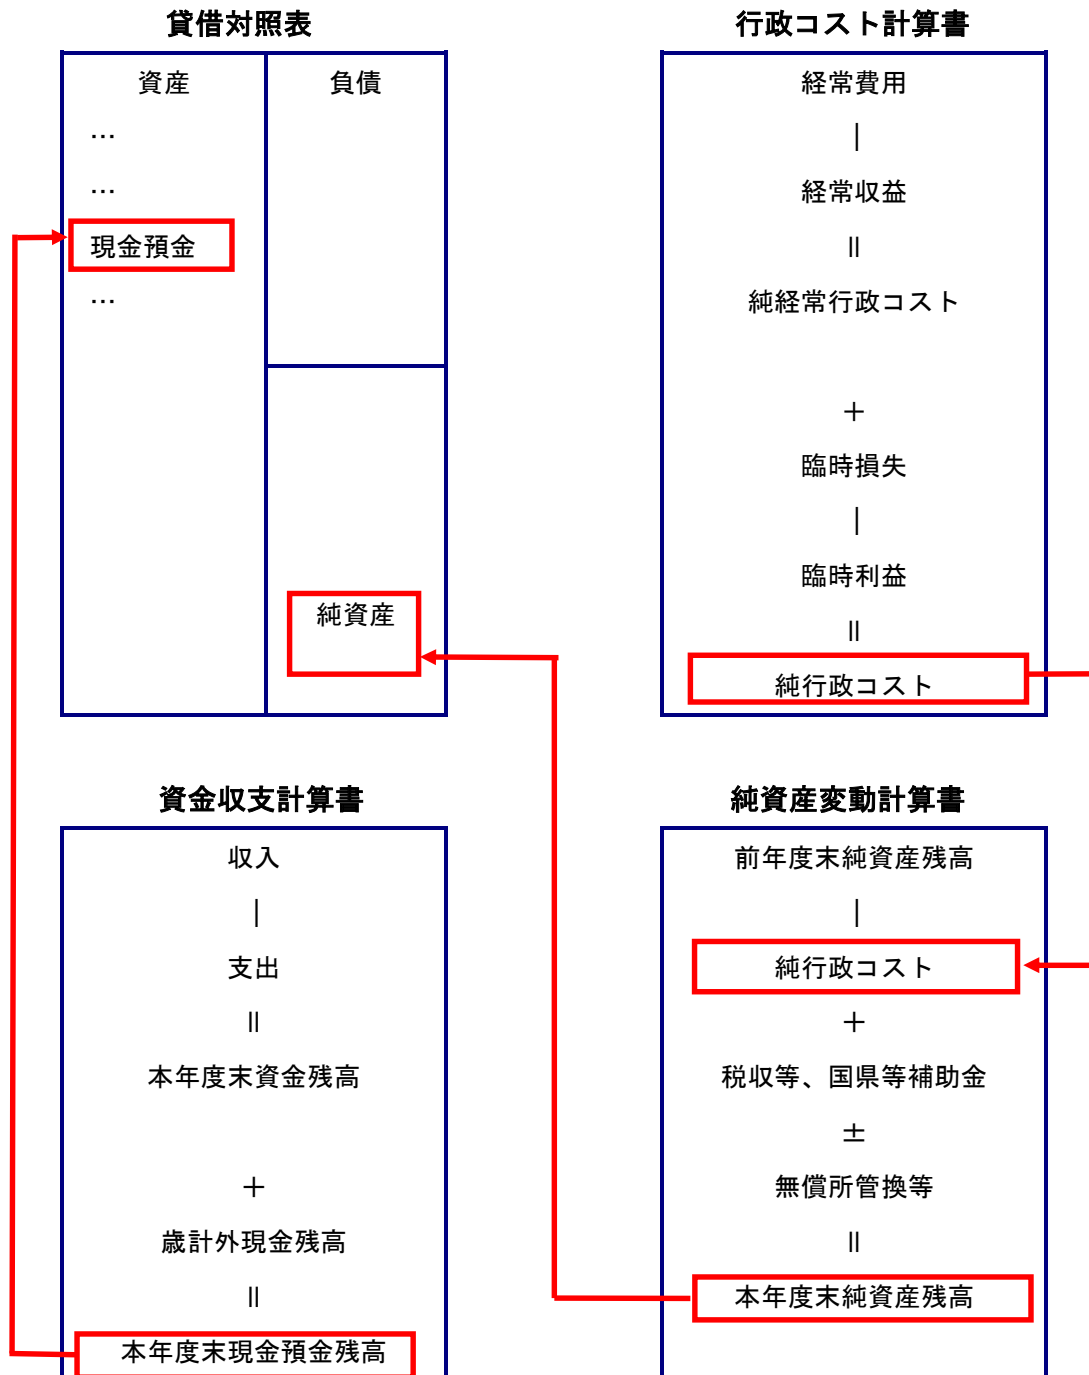 貸借対照表
資産
負債
…
…
現金預金
…
純資産
行政コスト計算書
経常費用
｜
経常収益
||
純経常行政コスト
＋
臨時損失
｜
臨時利益
||
純行政コスト
資金収支計算書
収入
｜
支出
||
本年度末資金残高
＋
歳計外現金残高
||
本年度末現金預金残高
純資産変動計算書
前年度末純資産残高
｜
純行政コスト
＋
税収等、国県等補助金
±
無償所管換等
||
本年度末純資産残高